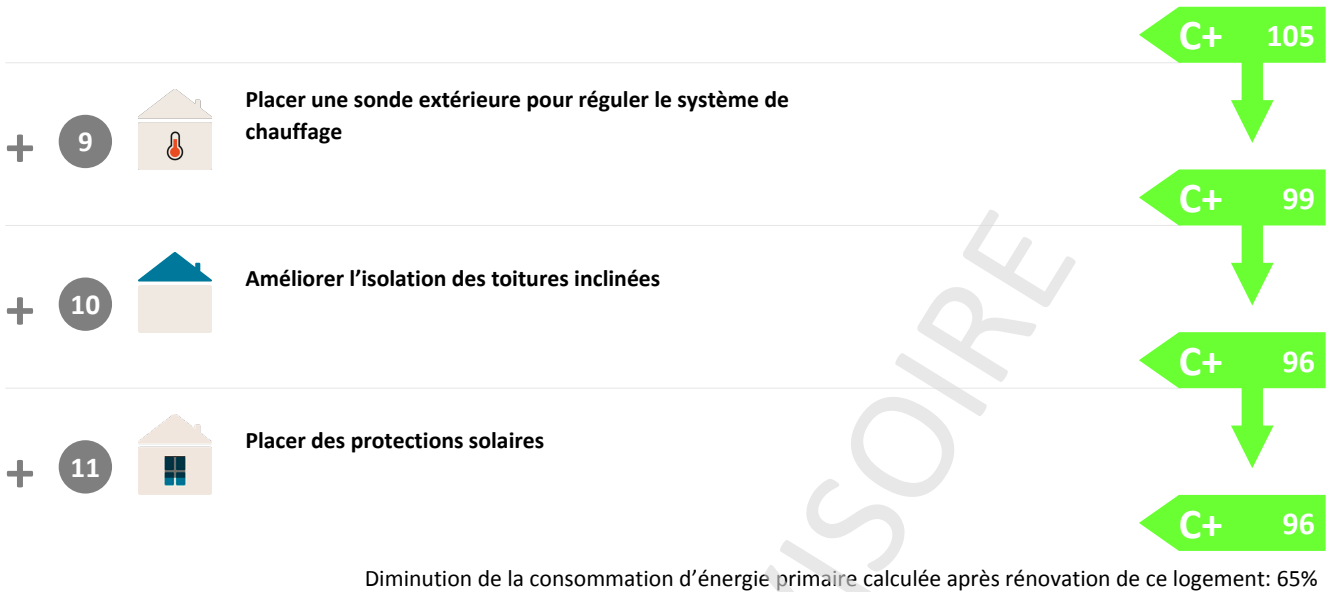 C+ 105
Placer une sonde extérieure pour réguler le système de
chauffage
+ 9
C+ 99
Améliorer l'isolation des toitures inclinées
+ 10
C+ 96
Placer des protections solaires
+ 11
C+ 96
Diminution de la consommation d'énergie primaire calculée après rénovation de ce logement: 65%
VISOIRE